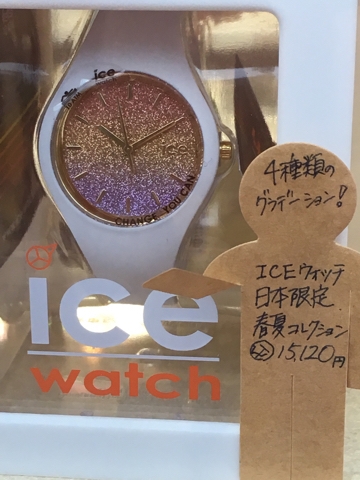 ice
ice
CHANGE. YOU CAN.
ice
watch
4種類の
グラデーション!
ICEウォッチ
日本限定
春夏コレクション
15,120円